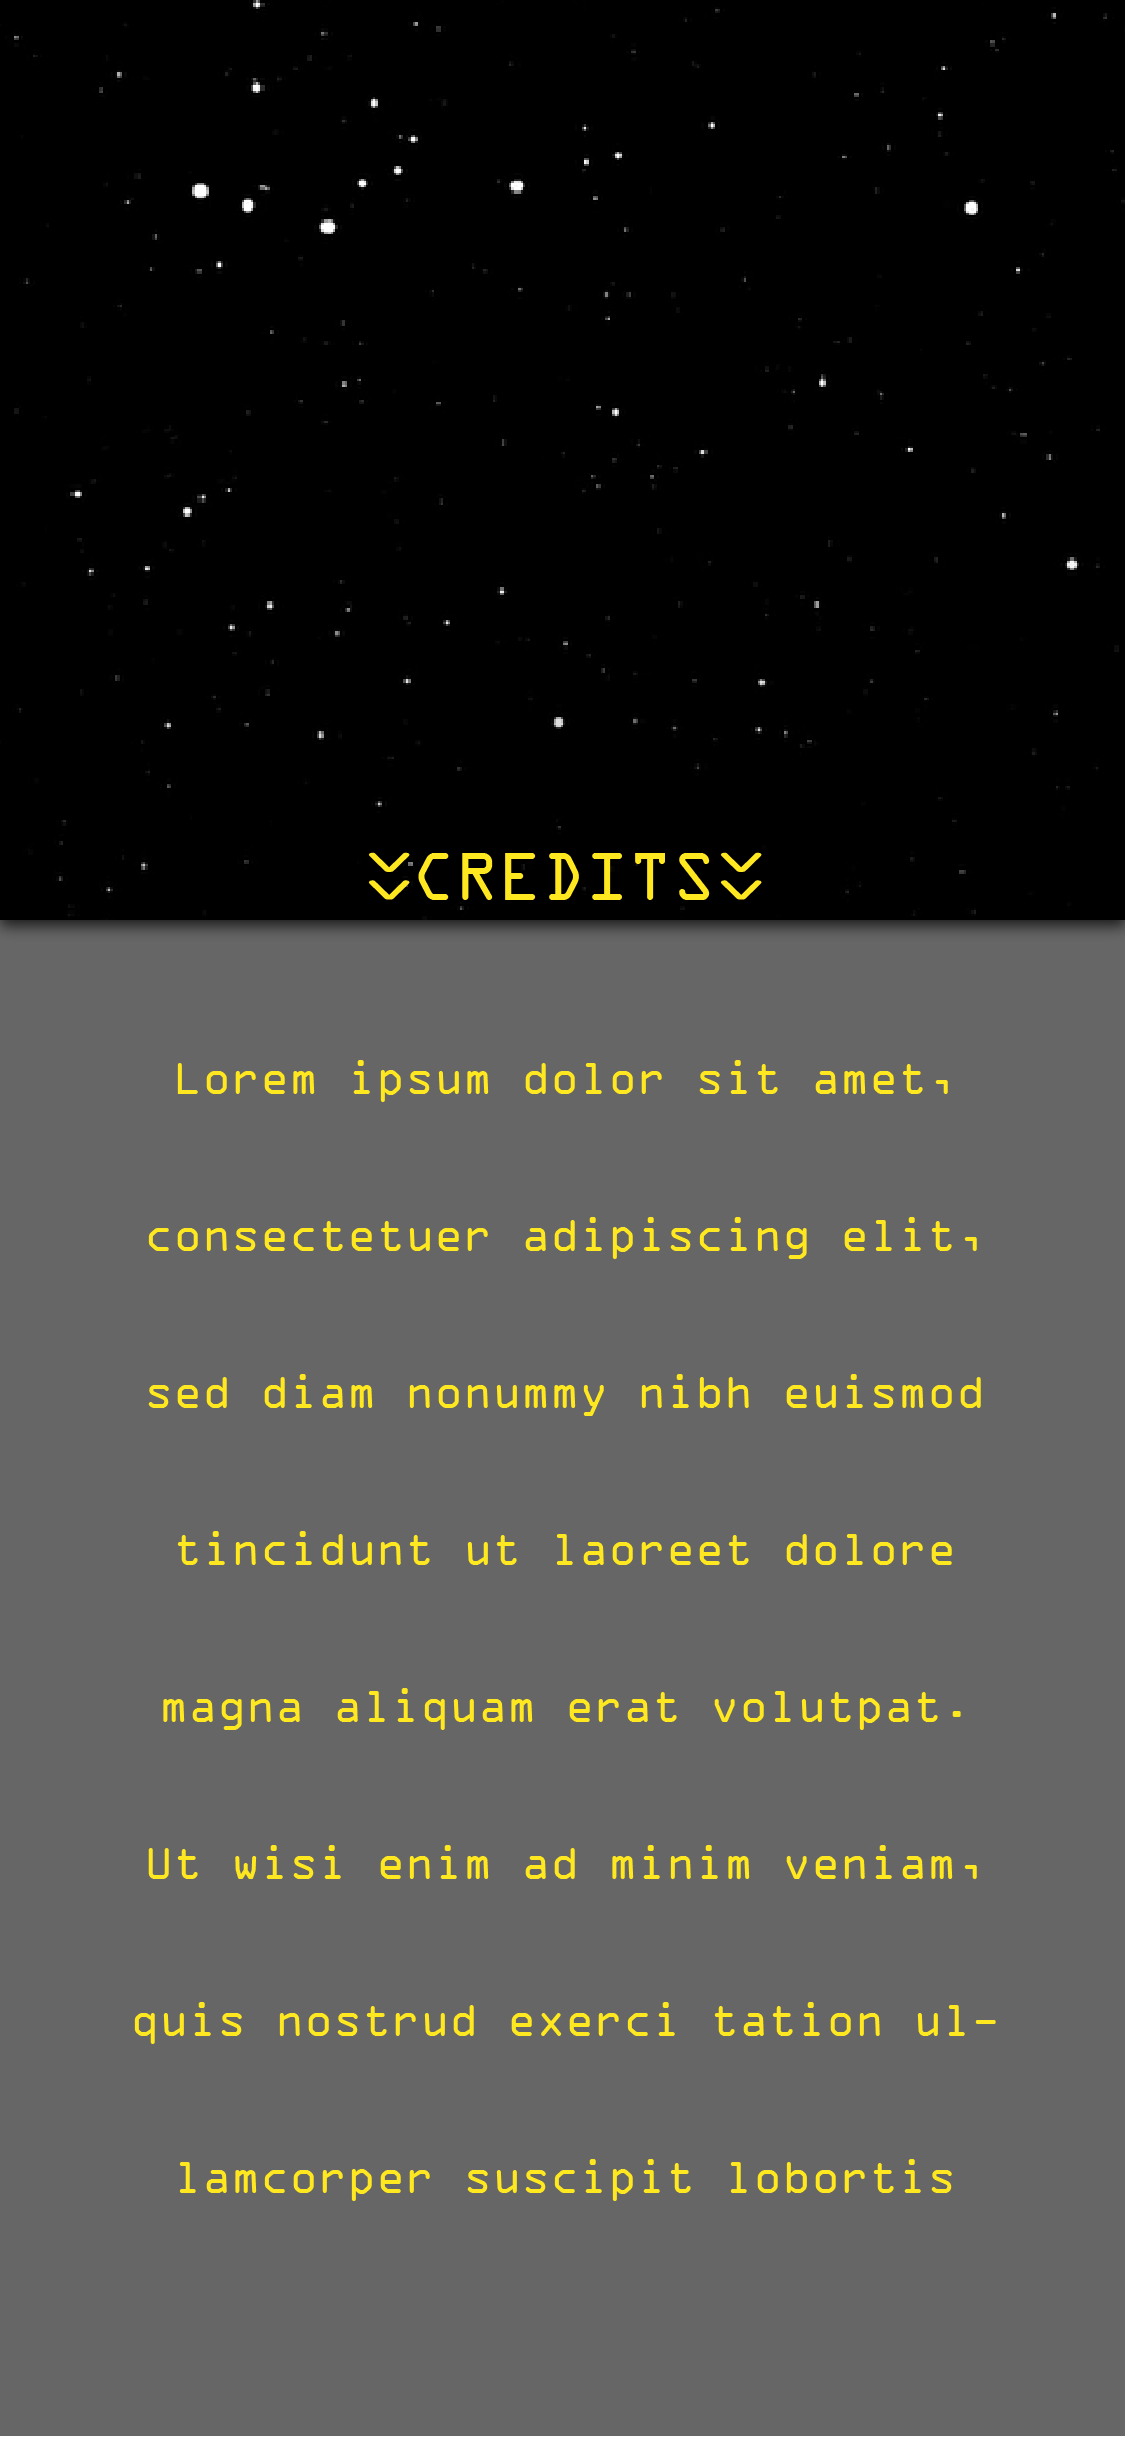 CREDITS
Lorem ipsum dolor sit amet,
consectetuer adipiscing elit,
sed diam nonummy nibh euismod
tincidunt ut laoreet dolore
magna aliquam erat volutpat.
Ut wisi enim ad minim veniam,
quis nostrud exerci tation ul-
lamcorper suscipit lobortis